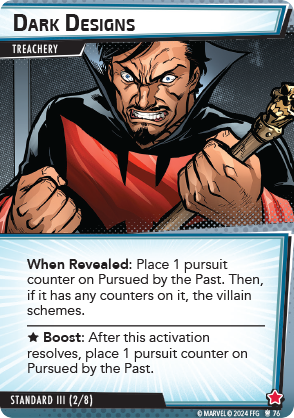 Dark Designs
TREACHERY
When Revealed: Place 1 pursuit
counter on Pursued by the Past. Then,
if it has any counters on it, the villain
schemes.
★ Boost: After this activation
resolves, place 1 pursuit counter on
Pursued by the Past.
STANDARD III (2/8)
© MARVEL © 2024 FFG 76